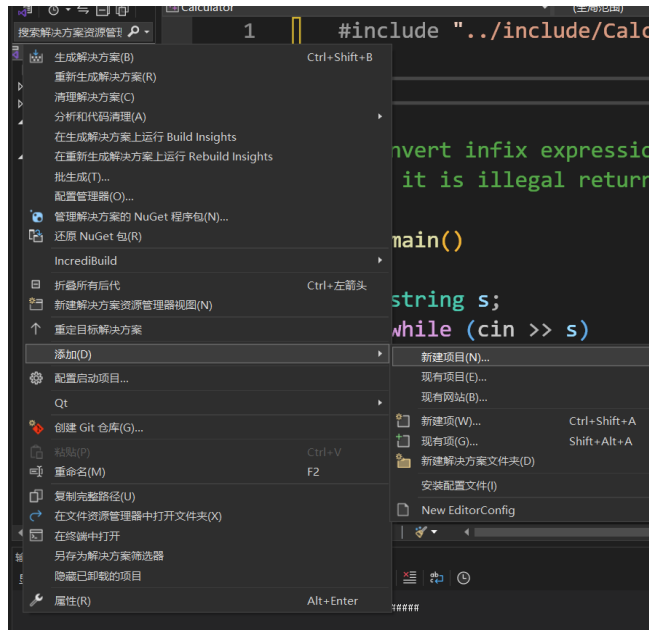 Calculator
(全局范围)
搜索解决方案资源管
1
#include "../include/Calc
生成解决方案(B) Ctrl+Shift+B
重新生成解决方案(R)
清理解决方案(C)
分析和代码清理(A)
在生成解决方案上运行 Build Insights
在重新生成解决方案上运行 Rebuild Insights
批生成(T)...
配置管理器(O)...
管理解决方案的 NuGet 程序包(N)...
还原 NuGet 包(R)
IncrediBuild
折叠所有后代 Ctrl+左箭头
新建解决方案资源管理器视图(N)
重定目标解决方案
添加(D)
配置启动项目...
Qt
创建 Git 仓库(G)...
粘贴(P) Ctrl+V
重命名(M) F2
复制完整路径(U)
在文件资源管理器中打开文件夹(X)
在终端中打开
另存为解决方案筛选器
隐藏已卸载的项目
属性(R) Alt+Enter
nvert infix expressio
it is illegal return
main()
string s;
while (cin >> s)
新建项目(N)...
现有项目(E)...
现有网站(B)...
新建项(W)... Ctrl+Shift+A
现有项(G)... Shift+Alt+A
新建解决方案文件夹(D)
安装配置文件(I)
New EditorConfig
#####